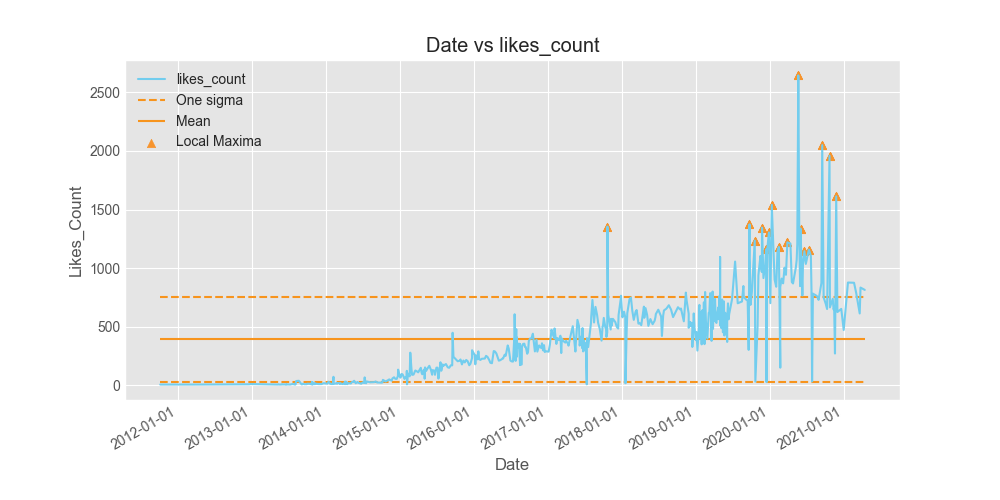 Date vs likes_count
likes_count
One sigma
Mean
Local Maxima
Likes_Count
2500
2000
1500
1000
500
0
2012-01-01
2013-01-01
2014-01-01
2015-01-01
2016-01-01
2017-01-01
2018-01-01
2019-01-01
2020-01-01
2021-01-01
Date